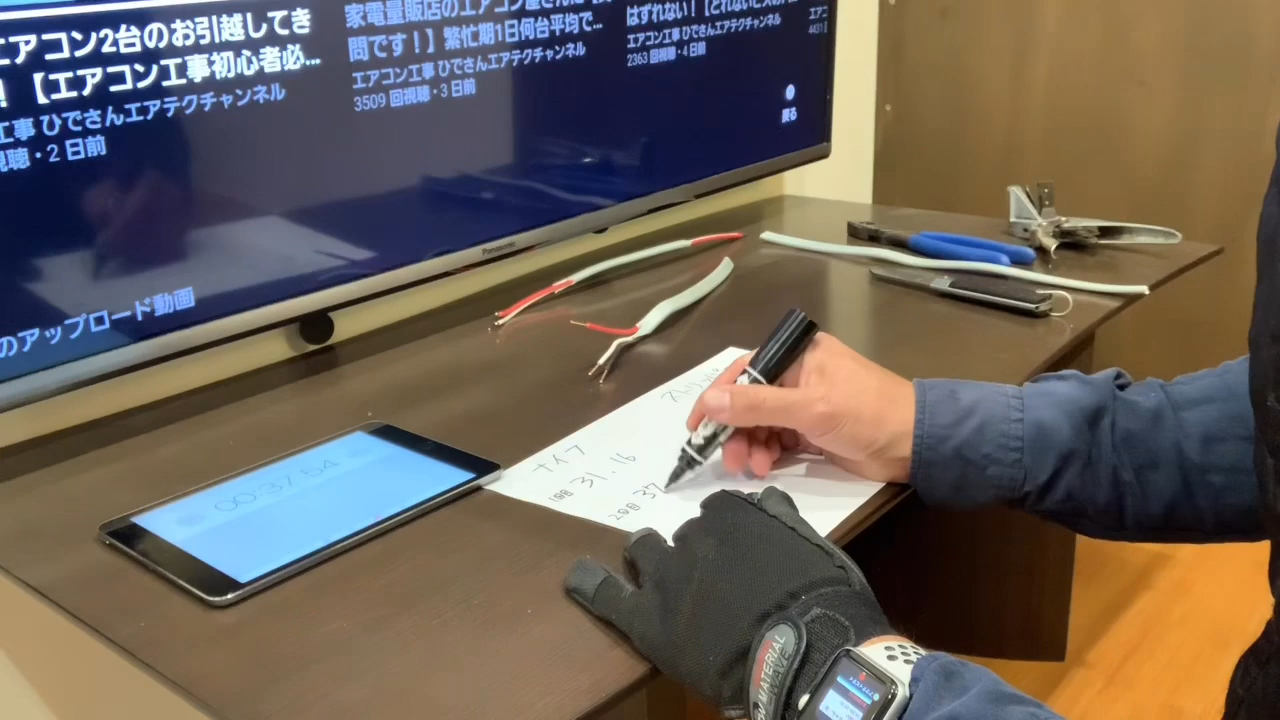 エアコン2台のお引越してき
！【エアコン工事初心者必...
工事 ひでさんエアテクチャンネル
視聴・2 日前
家電量販店のエアコン屋さんに
問です！】繁忙期1日何台平均で...
エアコン工事 ひでさんエアテクチャンネル
3509 回視聴・3 日前
はずれない！
エアコン工事 ひでさんエアテクチャンネル
2363 回視聴・4 日前
戻る
のアップロード動画
Panasonic
00:37.54
ナイフ
1回目 31.16
2回目 37
MATERIAL